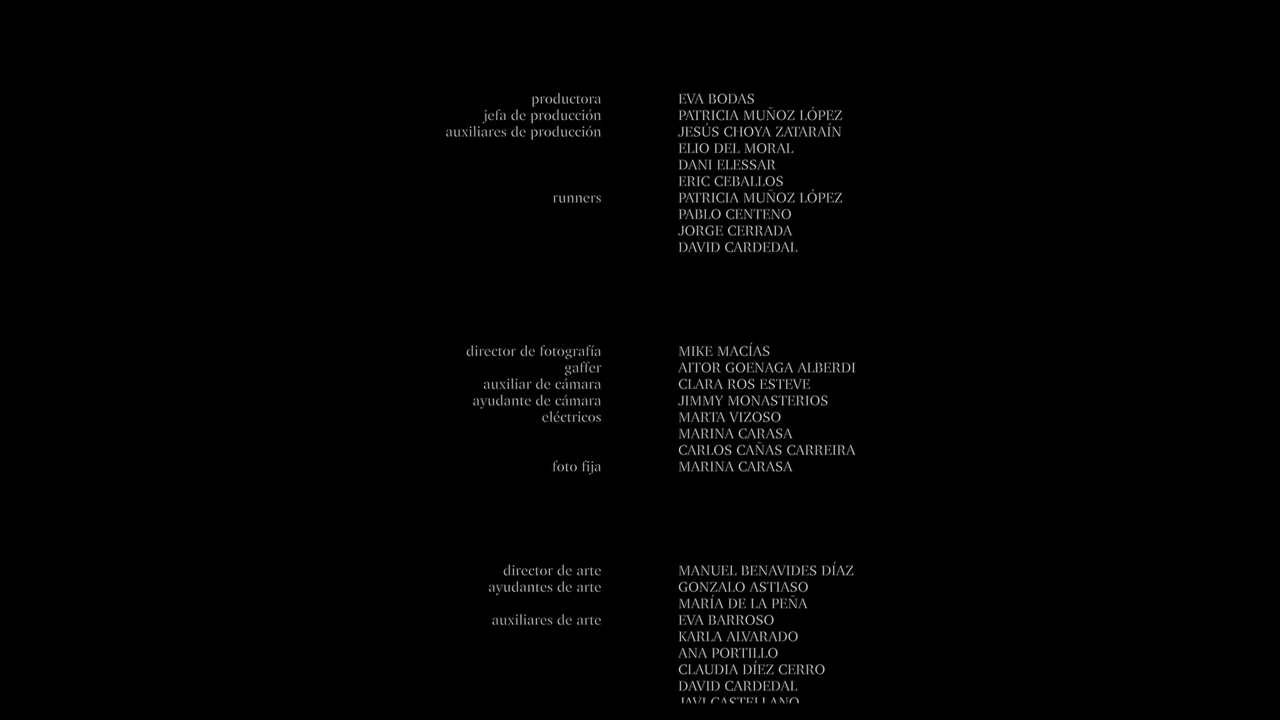 productora EVA BODAS
jefa de producción PATRICIA MUÑOZ LÓPEZ
auxiliares de producción JESÚS CHOYA ZATARAÍN
ELIO DEL MORAL
DANI ELESSAR
ERIC CEBALLOS
runners PATRICIA MUÑOZ LÓPEZ
PABLO CENTENO
JORGE CERRADA
DAVID CARDEDAL
director de fotografía MIKE MACÍAS
gaffer AITOR GOENAGA ALBERDI
auxiliar de cámara CLARA ROS ESTEVE
ayudante de cámara JIMMY MONASTERIOS
eléctricos MARTA VIZOSO
MARINA CARASA
CARLOS CAÑAS CARREIRA
foto fija MARINA CARASA
director de arte MANUEL BENAVIDES DÍAZ
ayudantes de arte GONZALO ASTIASO
MARÍA DE LA PEÑA
auxiliares de arte EVA BARROSO
KARLA ALVARADO
ANA PORTILLO
CLAUDIA DÍEZ CERRO
DAVID CARDEDAL
JAVI CASTELLANO